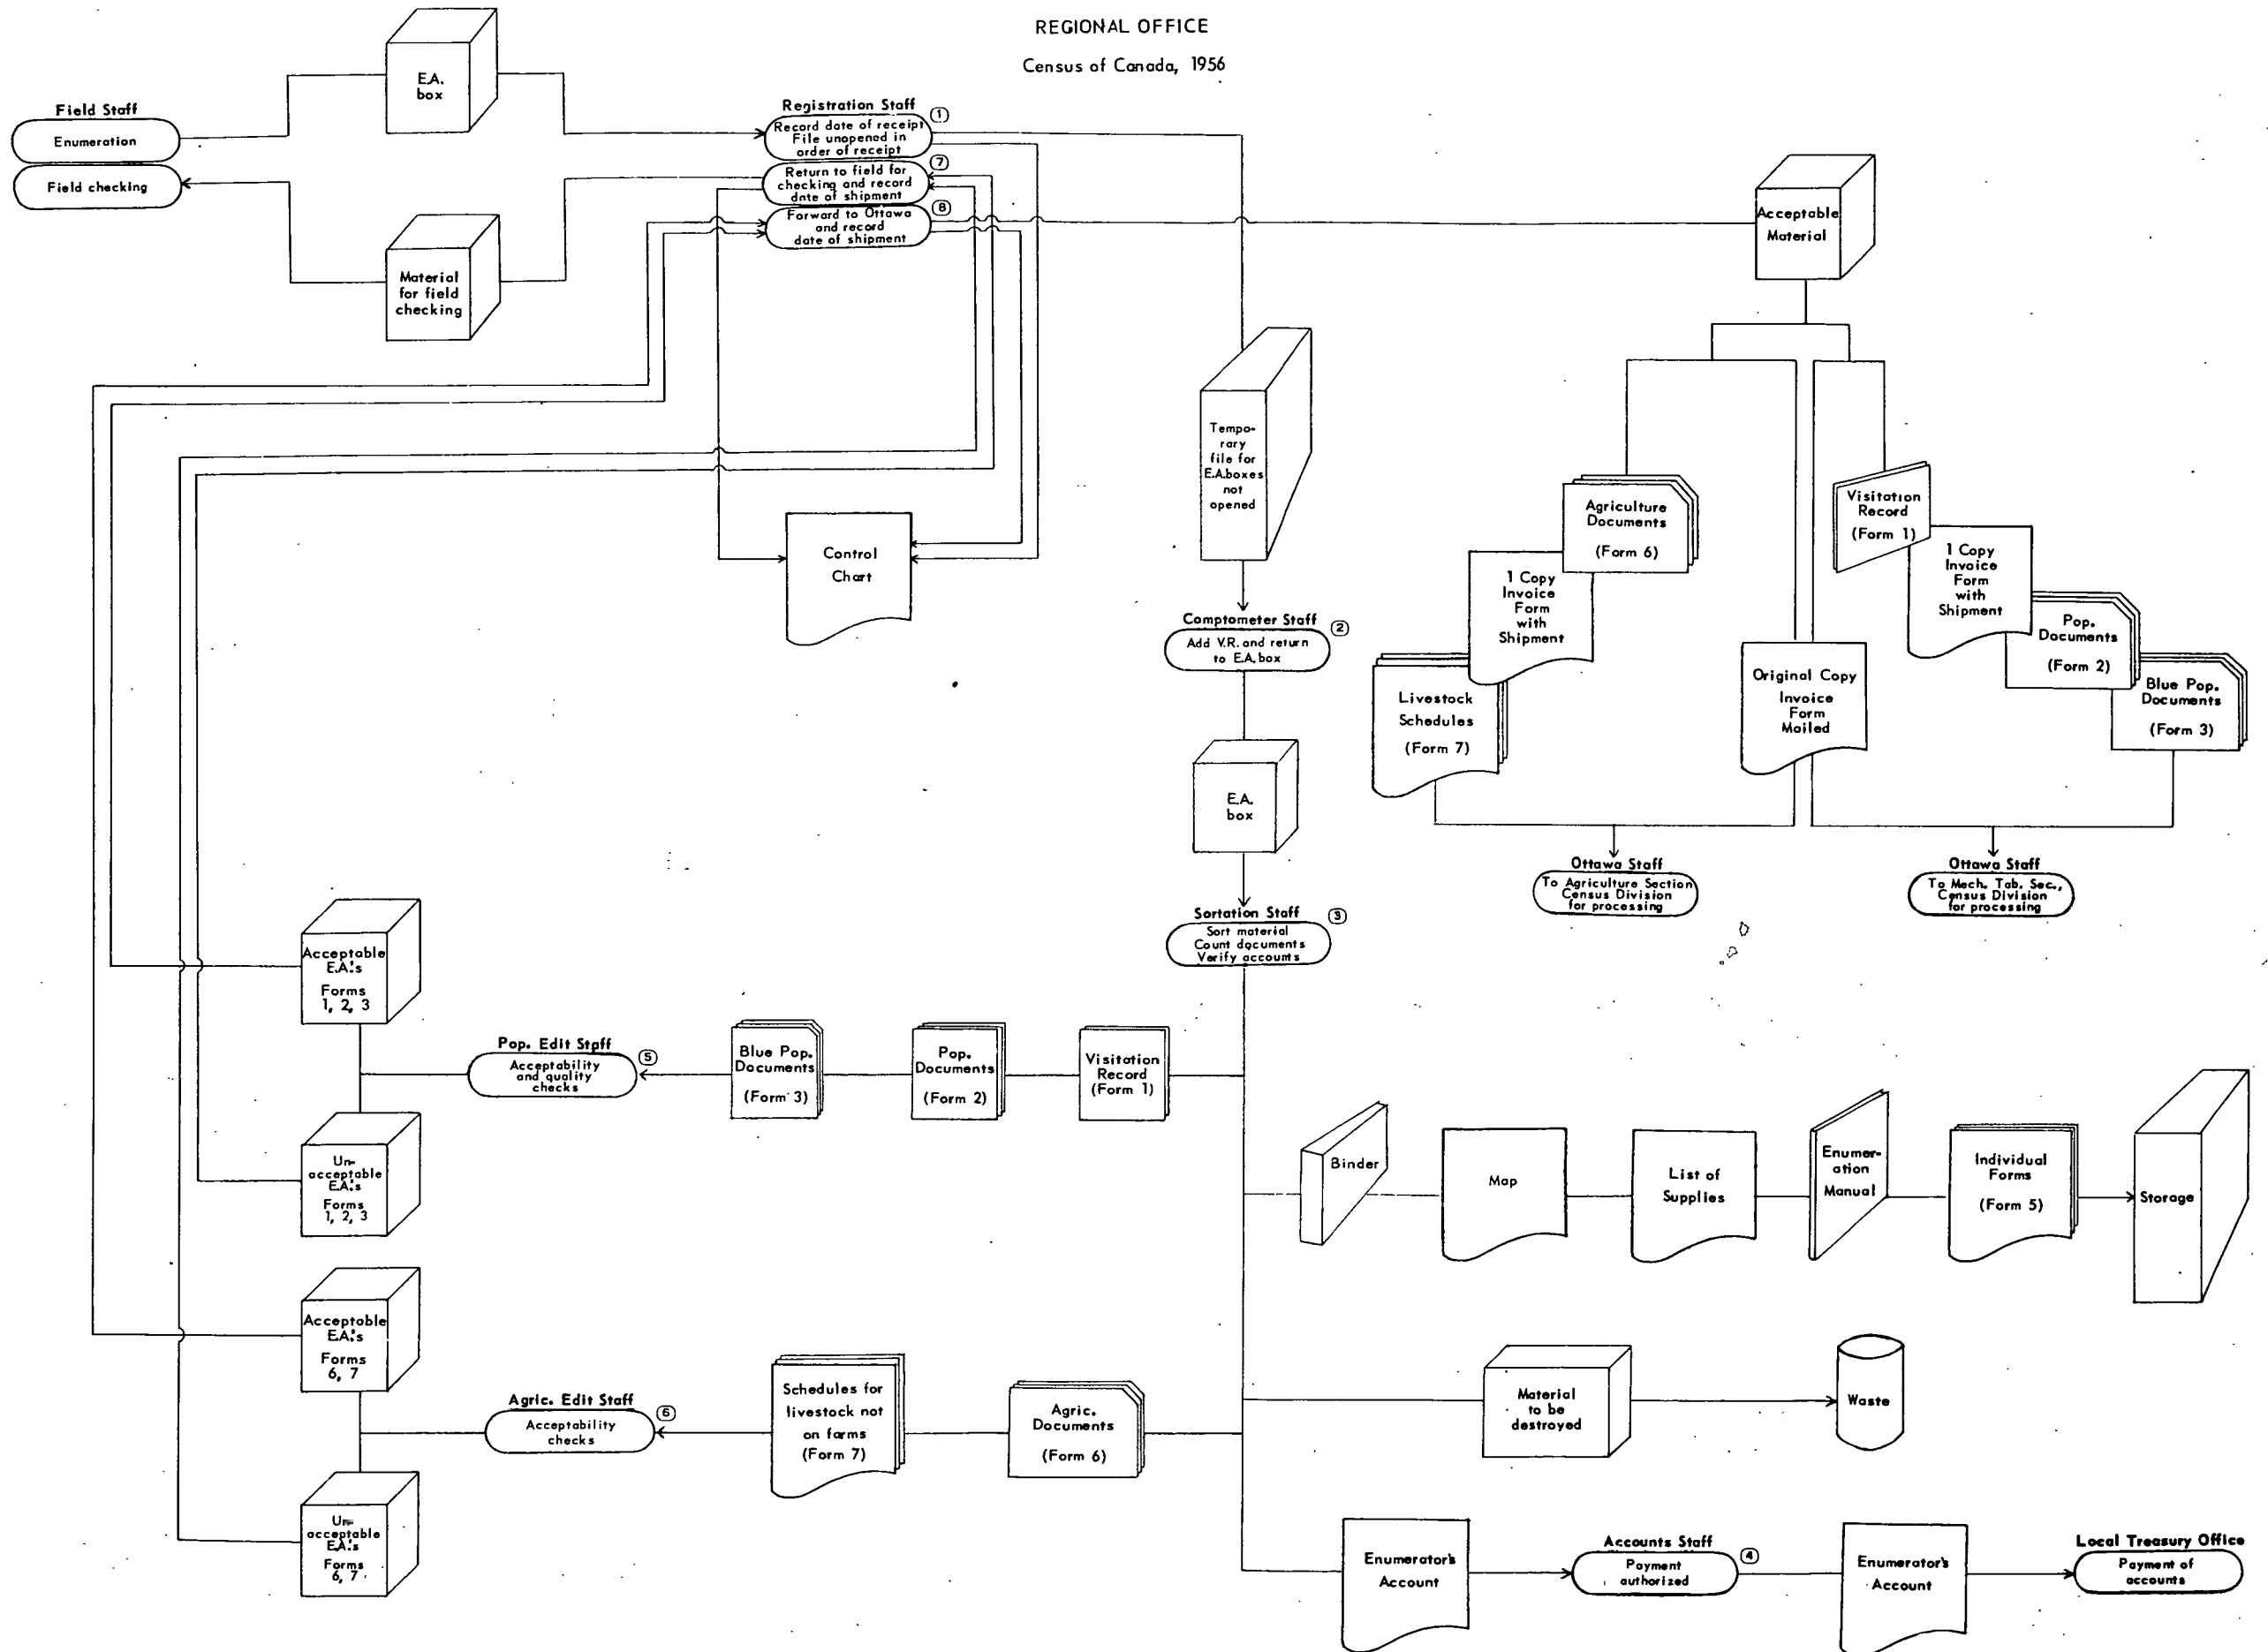 REGIONAL OFFICE
Census of Canada, 1956
Field Staff
Enumeration
Field checking
E.A.
box
Material
for field
checking
Registration Staff
1
Record date of receipt
File unopened in
order of receipt
7
Return to field for
checking and record
date of shipment
8
Forward to Ottawa
and record
date of shipment
Control
Chart
Tempo-
rary
file for
E.A.boxes
not
opened
Comptometer Staff
2
Add V.R. and return
to E.A. box
E.A.
box
Sortation Staff
3
Sort material
Count documents
Verify accounts
Acceptable
Material
Agriculture
Documents
(Form 6)
1 Copy
Invoice
Form
with
Shipment
Livestock
Schedules
(Form 7)
Original Copy
Invoice
Form
Mailed
Visitation
Record
(Form 1)
1 Copy
Invoice
Form
with
Shipment
Pop.
Documents
(Form 2)
Blue Pop.
Documents
(Form 3)
Ottawa Staff
To Agriculture Section
Census Division
for processing
Ottawa Staff
To Mech. Tab. Sec.,
Census Division
for processing
Acceptable
E.A.'s
Forms
1, 2, 3
Pop. Edit Staff
5
Acceptability
and quality
checks
Blue Pop.
Documents
(Form 3)
Pop.
Documents
(Form 2)
Visitation
Record
(Form 1)
Un-
acceptable
E.A.'s
Forms
1, 2, 3
Binder
Map
List of
Supplies
Enumer-
ation
Manual
Individual
Forms
(Form 5)
Storage
Acceptable
E.A.'s
Forms
6, 7
Agric. Edit Staff
6
Acceptability
checks
Schedules for
livestock not
on farms
(Form 7)
Agric.
Documents
(Form 6)
Un-
acceptable
E.A.'s
Forms
6, 7
Material
to be
destroyed
Waste
Enumerator's
Account
Accounts Staff
4
Payment
authorized
Enumerator's
Account
Local Treasury Office
Payment of
accounts